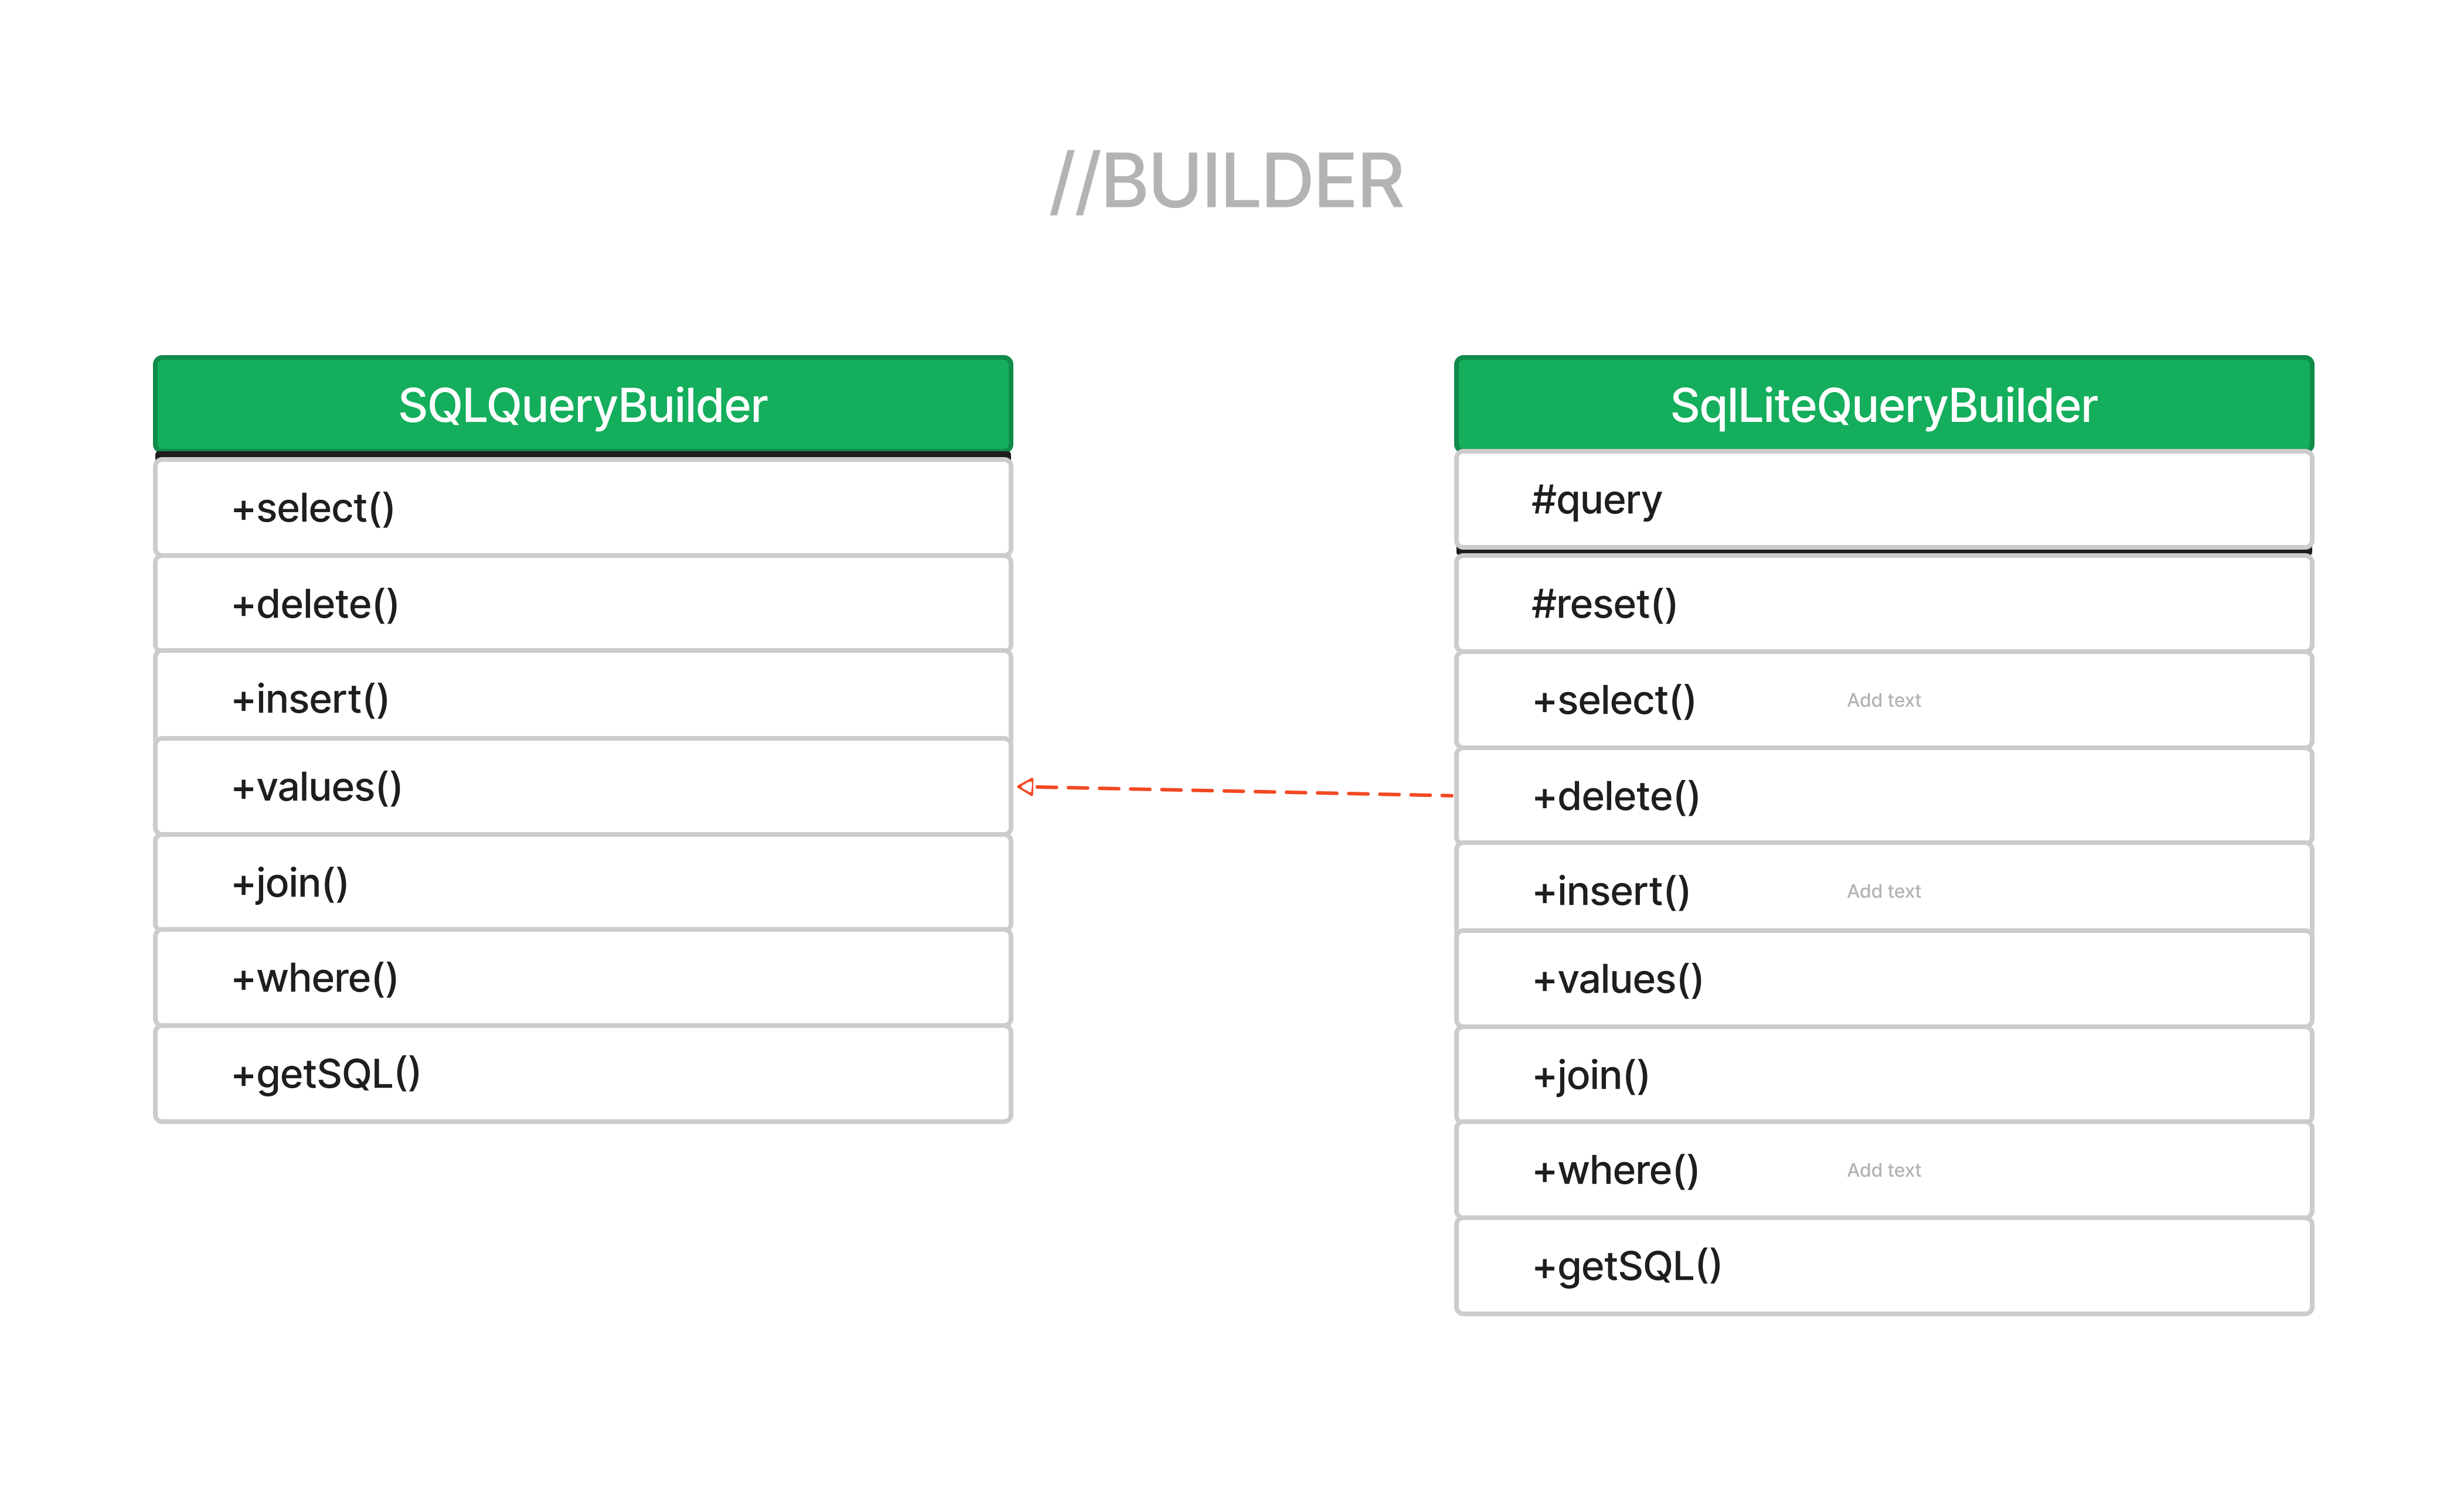 //BUILDER
SQLQueryBuilder
+select()
+delete()
+insert()
+values()
+join()
+where()
+getSQL()
SqlLiteQueryBuilder
#query
#reset()
+select() Add text
+delete()
+insert() Add text
+values()
+join()
+where() Add text
+getSQL()